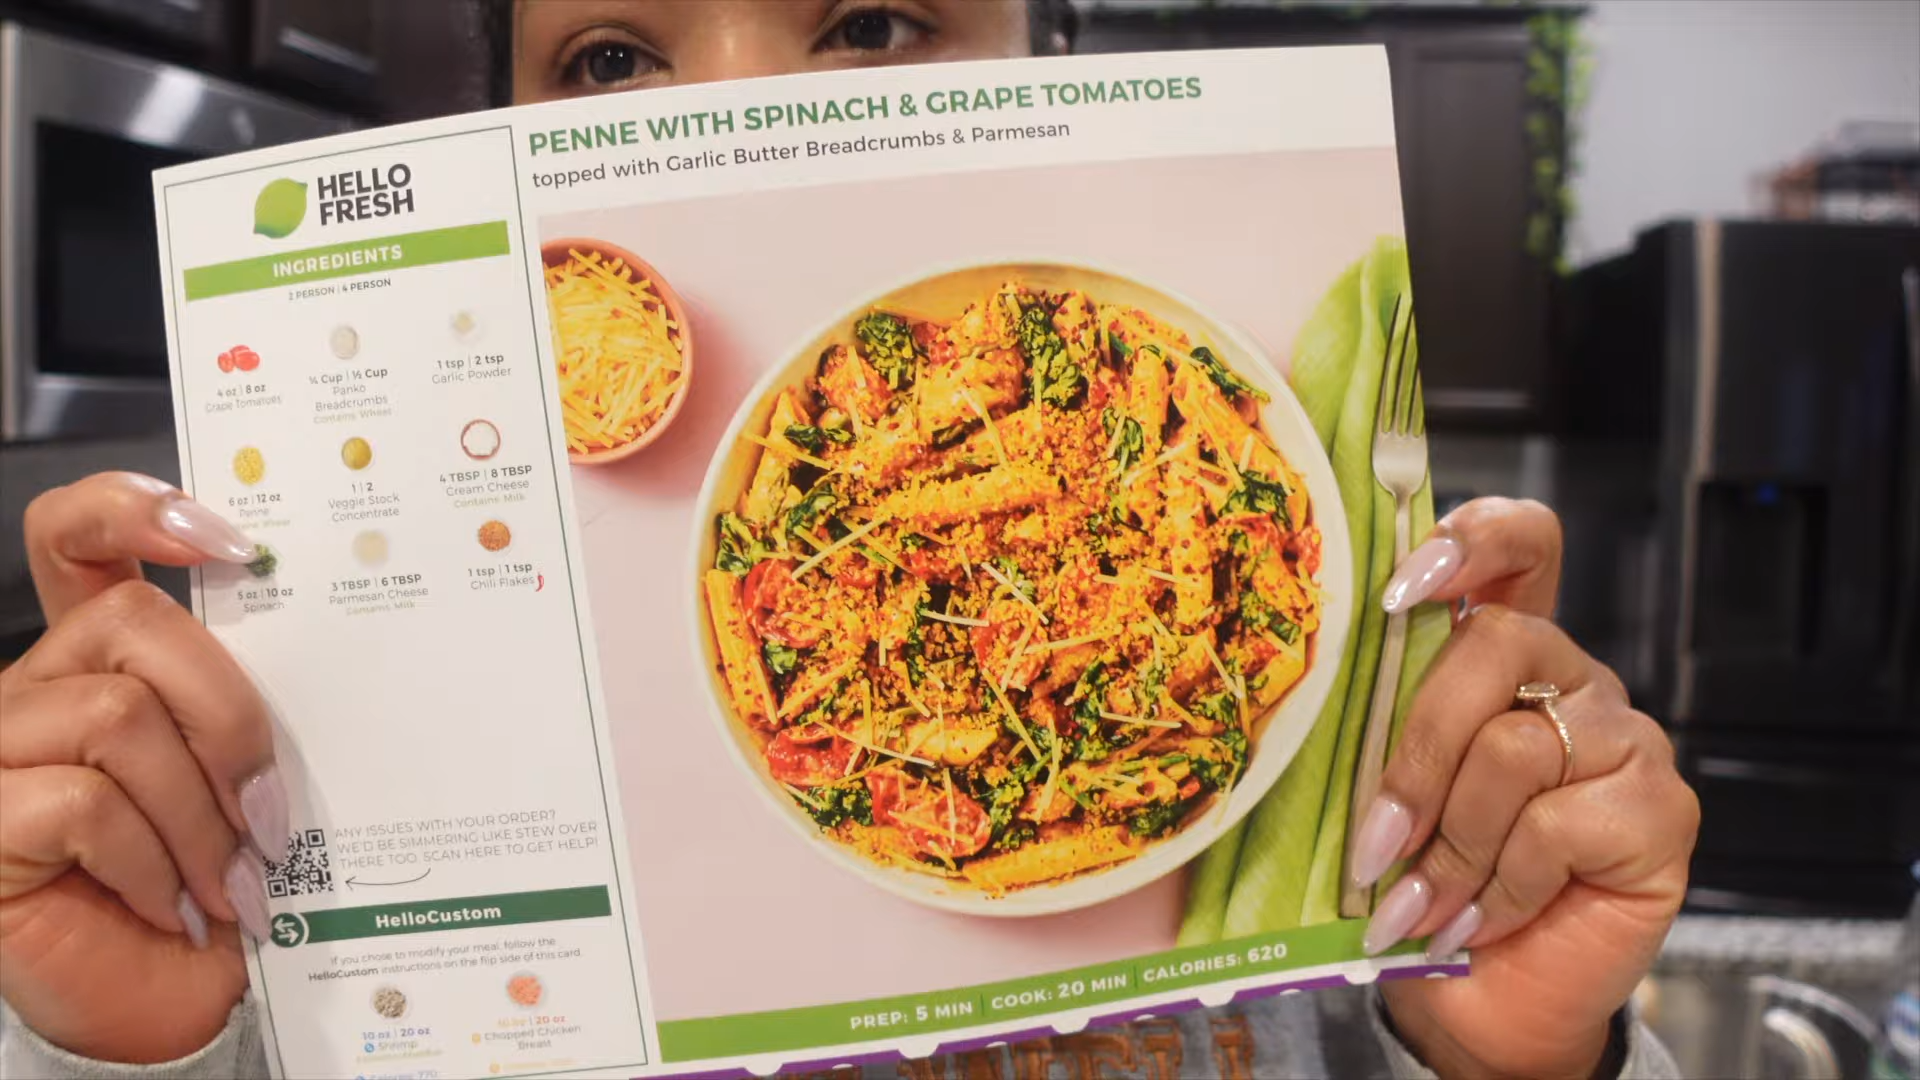 PENNE WITH SPINACH & GRAPE TOMATOES
topped with Garlic Butter Breadcrumbs & Parmesan
HELLO
FRESH
INGREDIENTS
2 PERSON | 4 PERSON
4 oz | 8 oz
Grape Tomatoes
¼ Cup | ½ Cup
Panko
Breadcrumbs
Contains: Wheat
1 tsp | 2 tsp
Garlic Powder
6 oz | 12 oz
Penne
Wheat
1 | 2
Veggie Stock
Concentrate
4 TBSP | 8 TBSP
Cream Cheese
Contains: Milk
5 oz | 10 oz
Spinach
3 TBSP | 6 TBSP
Parmesan Cheese
Contains: Milk
1 tsp | 1 tsp
Chili Flakes
ANY ISSUES WITH YOUR ORDER?
WE'D BE SIMMERING LIKE STEW OVER
THERE TOO. SCAN HERE TO GET HELP!
HelloCustom
If you chose to modify your meal, follow the
HelloCustom instructions on the flip side of this card.
10 oz | 20 oz
Shrimp
10 oz | 20 oz
Chopped Chicken
Breast
Calories: 770
PREP: 5 MIN | COOK: 20 MIN | CALORIES: 620